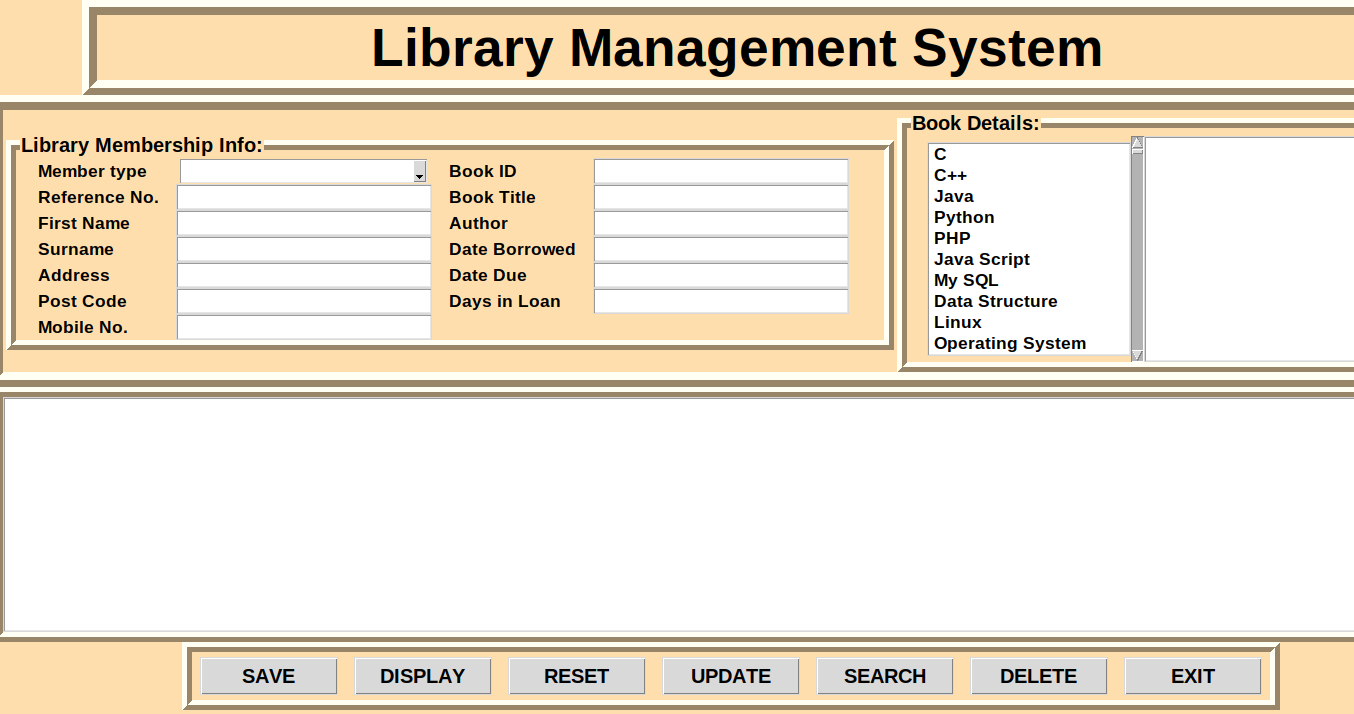 Library Management System
Library Membership Info:
Member type
Reference No.
First Name
Surname
Address
Post Code
Mobile No.
Book ID
Book Title
Author
Date Borrowed
Date Due
Days in Loan
Book Details:
C
C++
Java
Python
PHP
Java Script
My SQL
Data Structure
Linux
Operating System
SAVE
DISPLAY
RESET
UPDATE
SEARCH
DELETE
EXIT